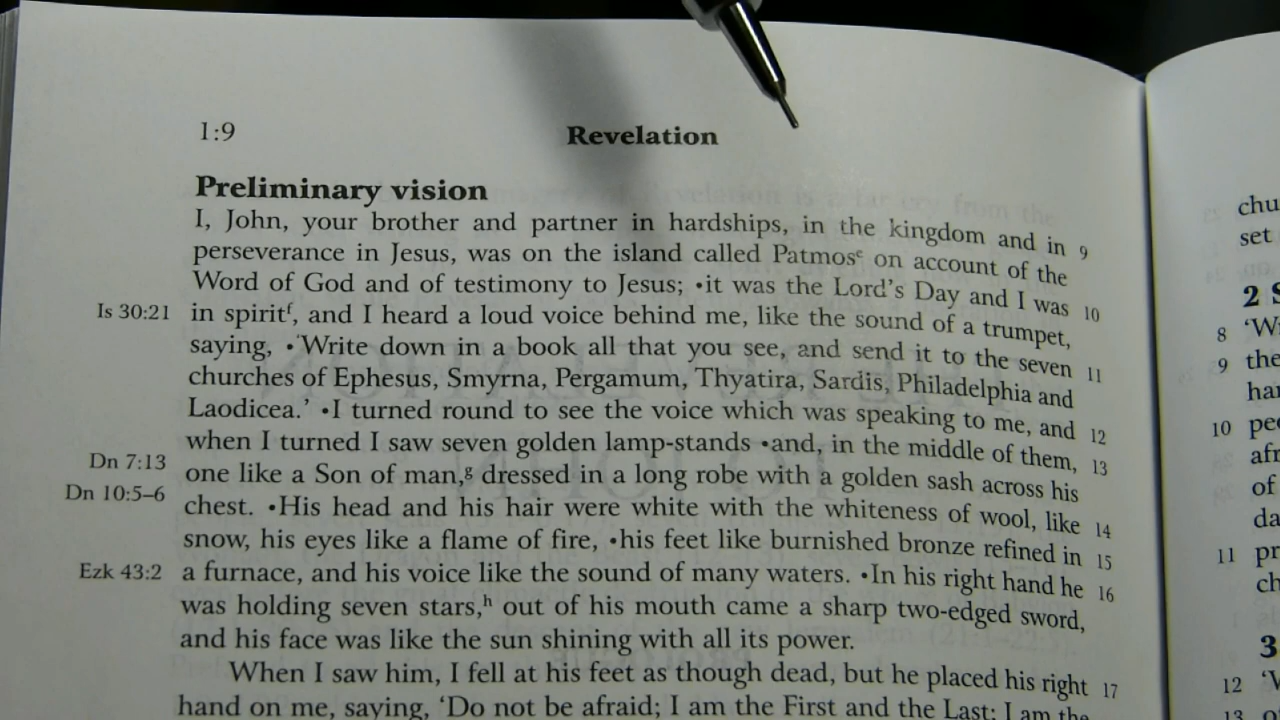 1:9
Revelation
Preliminary vision
I, John, your brother and partner in hardships, in the kingdom and in 9
perseverance in Jesus, was on the island called Patmosᵉ on account of the
Word of God and of testimony to Jesus; •it was the Lord's Day and I was 10
Is 30:21 in spiritᶠ, and I heard a loud voice behind me, like the sound of a trumpet,
saying, •'Write down in a book all that you see, and send it to the seven 11
churches of Ephesus, Smyrna, Pergamum, Thyatira, Sardis, Philadelphia and
Laodicea.' •I turned round to see the voice which was speaking to me, and 12
when I turned I saw seven golden lamp-stands •and, in the middle of them, 13
Dn 7:13 one like a Son of man,ᵍ dressed in a long robe with a golden sash across his
Dn 10:5–6 chest. •His head and his hair were white with the whiteness of wool, like 14
snow, his eyes like a flame of fire, •his feet like burnished bronze refined in 15
Ezk 43:2 a furnace, and his voice like the sound of many waters. •In his right hand he 16
was holding seven stars,ʰ out of his mouth came a sharp two-edged sword,
and his face was like the sun shining with all its power.
When I saw him, I fell at his feet as though dead, but he placed his right 17
hand on me, saying, 'Do not be afraid; I am the First and the Last; I am the
set
2
8
9 the
10
of
11
3
12
13